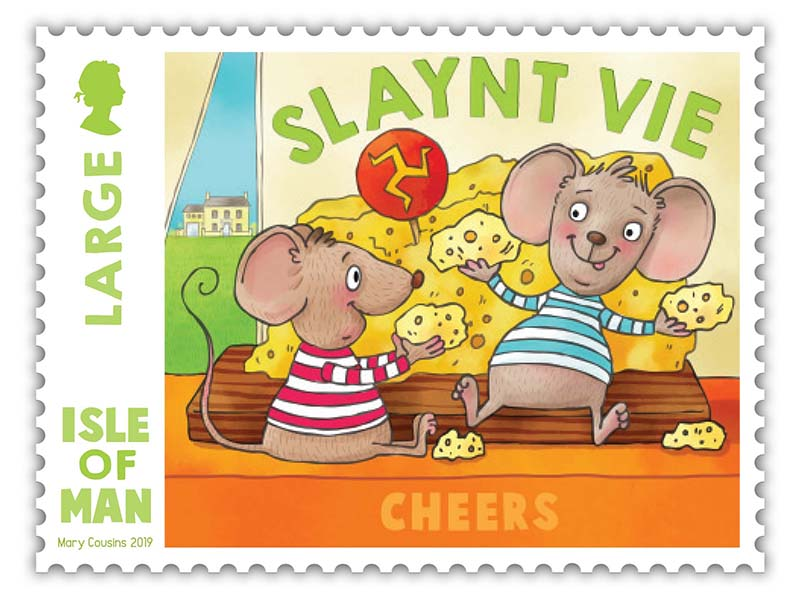 LARGE
ISLE
OF
MAN
Mary Cousins 2019
SLAYNT VIE
CHEERS